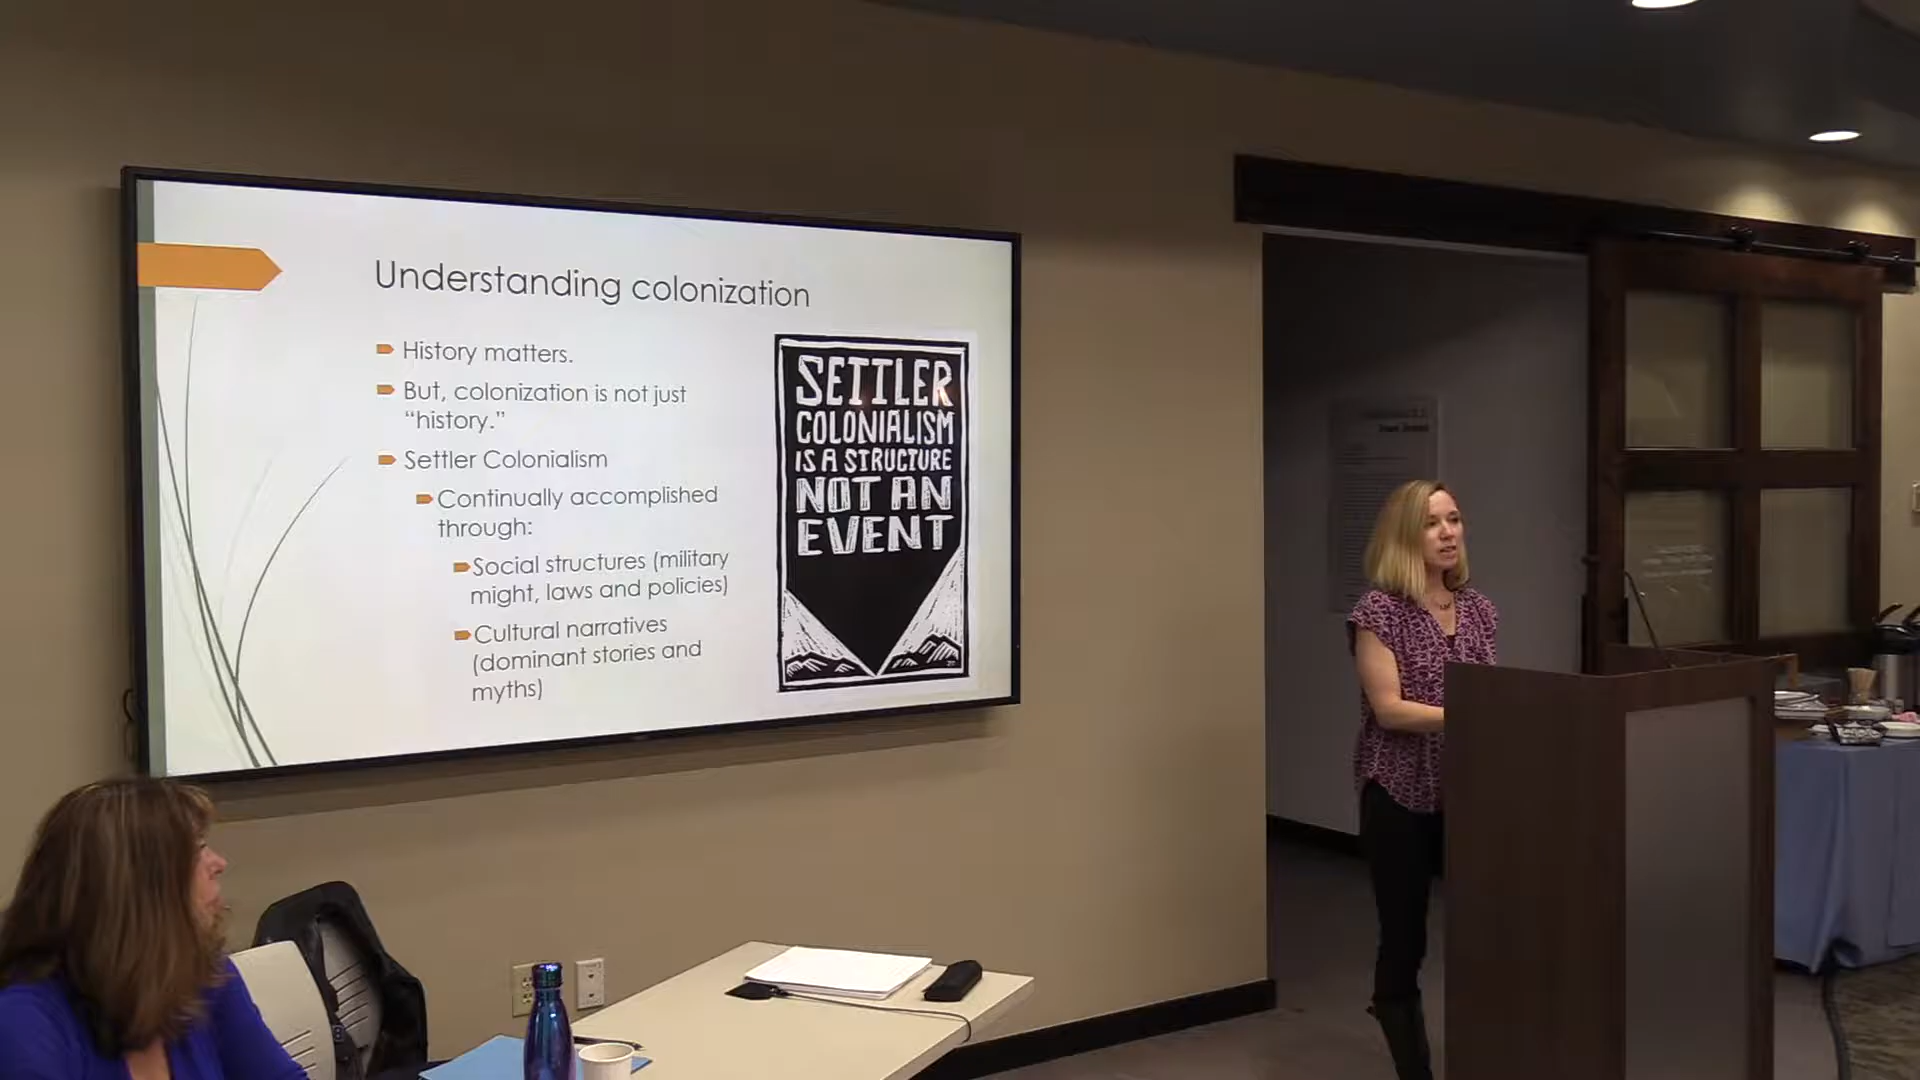 Understanding colonization
History matters.
But, colonization is not just
“history.”
Settler Colonialism
Continually accomplished
through:
Social structures (military
might, laws and policies)
Cultural narratives
(dominant stories and
myths)
SETTLER
COLONIALISM
IS A STRUCTURE
NOT AN
EVENT